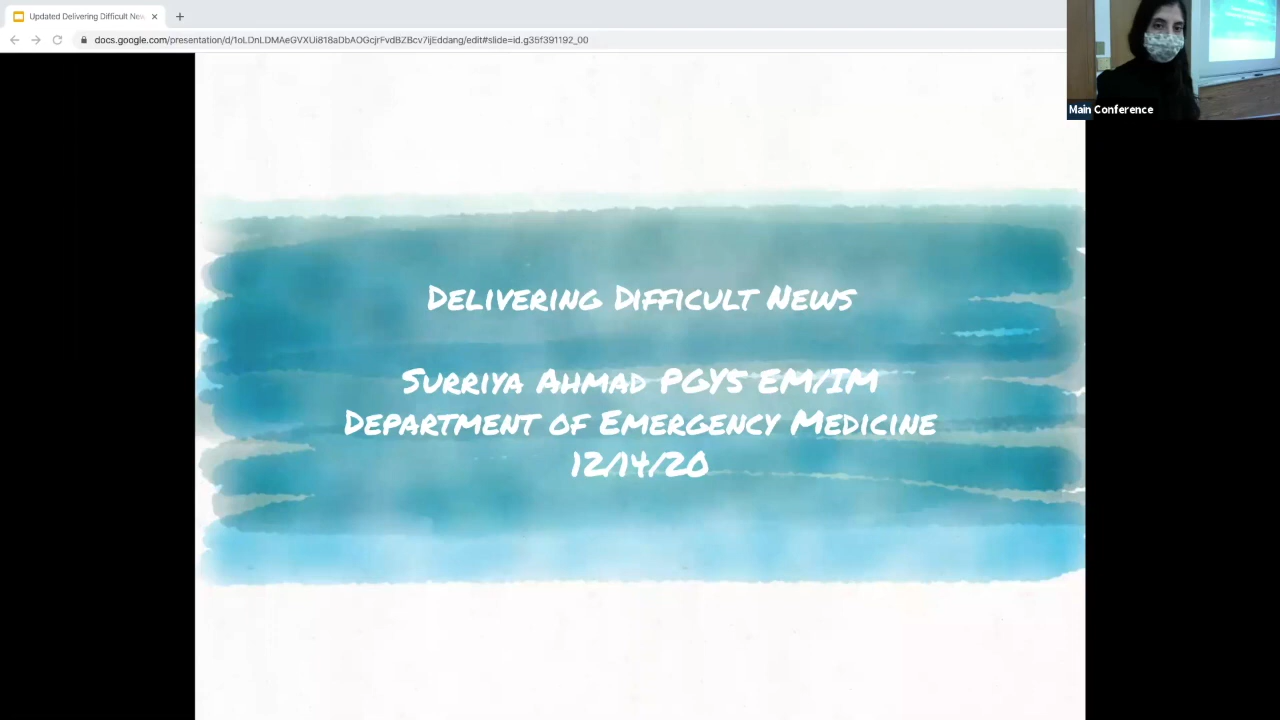 Updated Delivering Difficult New
docs.google.com/presentation/d/1oLDnLDMAeGVXUi818aDbAOGcjrFvdBZBcv7ijEddang/edit#slide=id.g35f391192_00
Main Conference
Delivering Difficult News
Surriya Ahmad PGY5 EM/IM
Department of Emergency Medicine
12/14/20